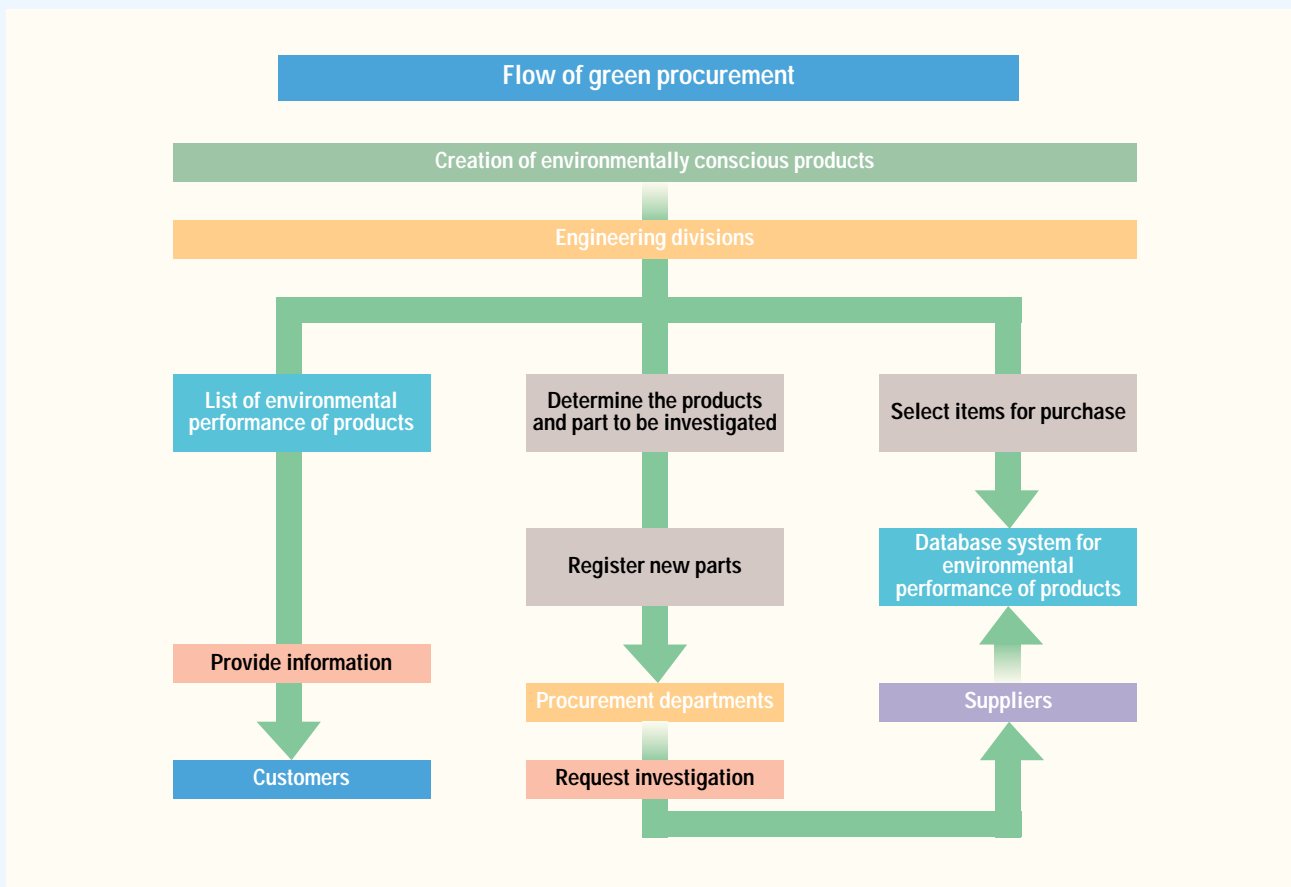 Flow of green procurement
Creation of environmentally conscious products
Engineering divisions
List of environmental
performance of products
Determine the products
and part to be investigated
Select items for purchase
Register new parts
Database system for
environmental
performance of products
Provide information
Procurement departments
Suppliers
Customers
Request investigation